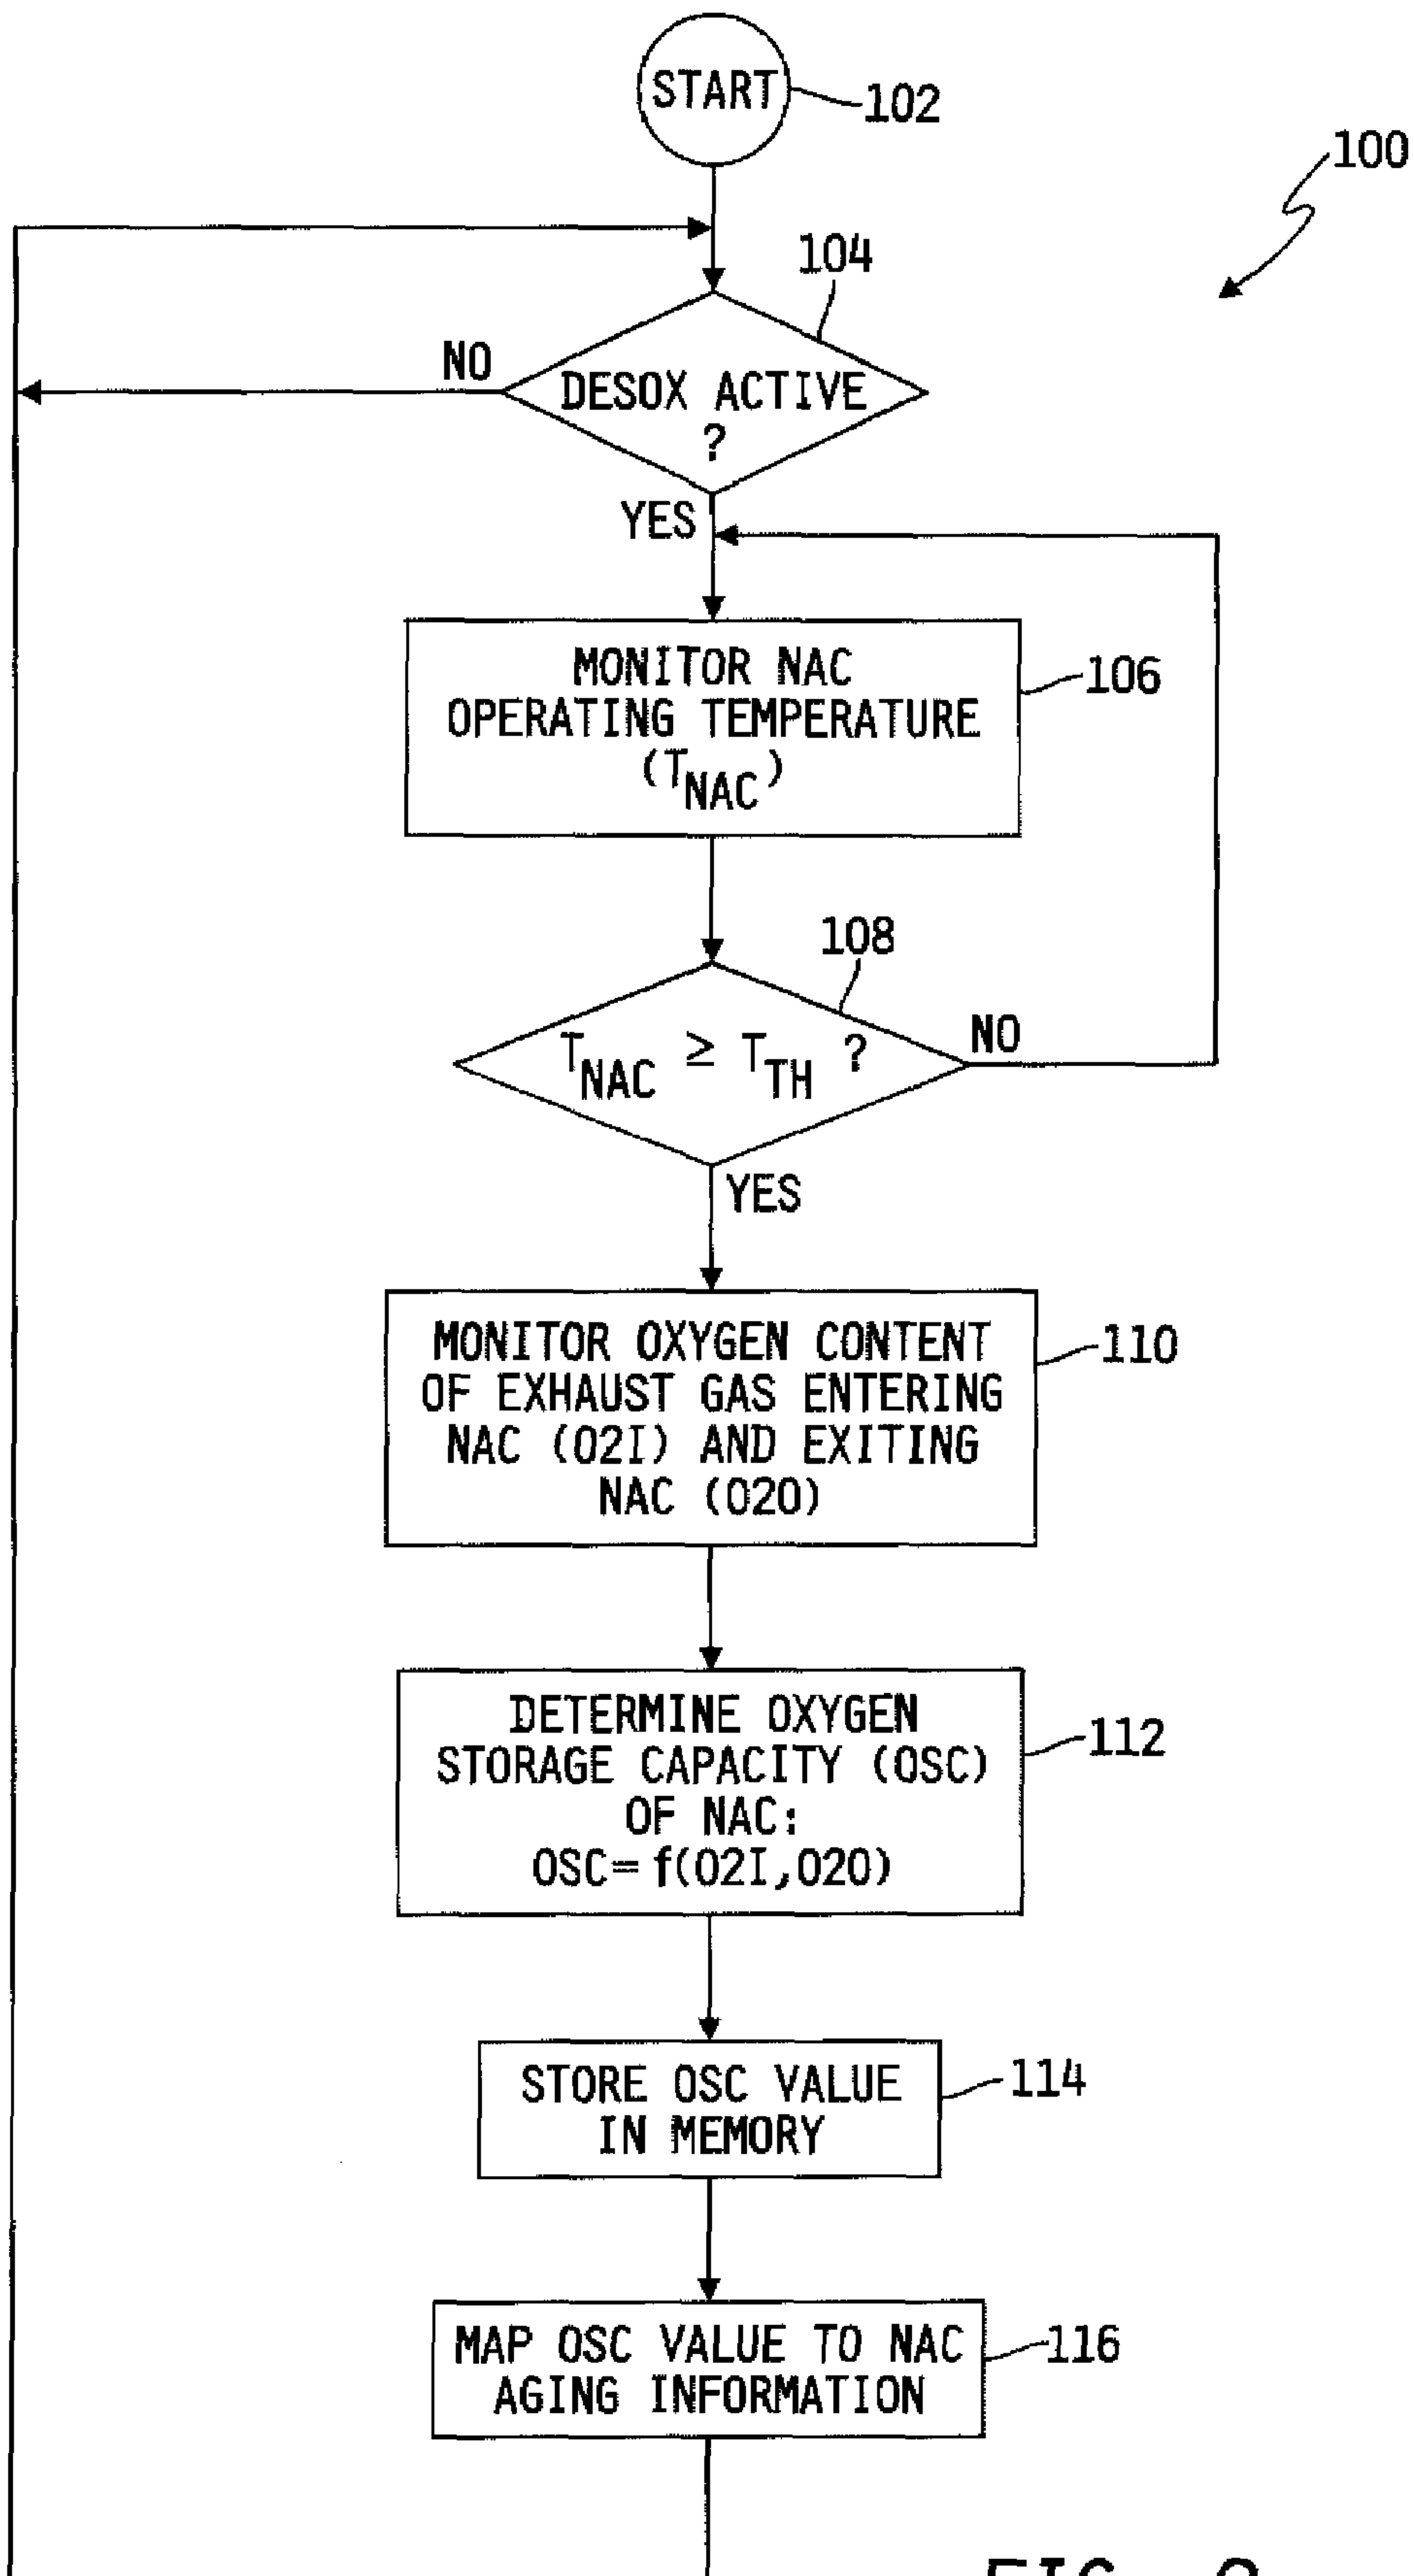 START
102
100
104
NO
DESOX ACTIVE
?
YES
MONITOR NAC
OPERATING TEMPERATURE
(TNAC)
106
108
TNAC ≥ TTH ?
NO
YES
MONITOR OXYGEN CONTENT
OF EXHAUST GAS ENTERING
NAC (O2I) AND EXITING
NAC (O2O)
110
DETERMINE OXYGEN
STORAGE CAPACITY (OSC)
OF NAC:
OSC=f(O2I,O2O)
112
STORE OSC VALUE
IN MEMORY
114
MAP OSC VALUE TO NAC
AGING INFORMATION
116